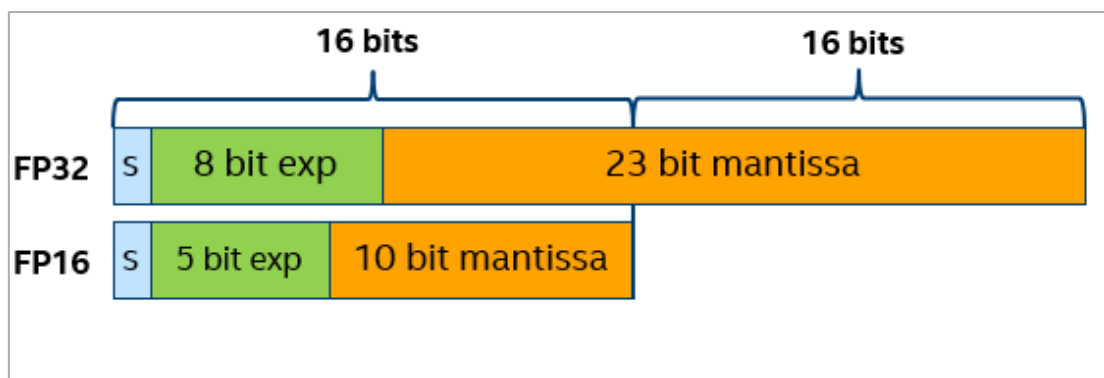 16 bits 16 bits
FP32 S 8 bit exp 23 bit mantissa
FP16 S 5 bit exp 10 bit mantissa